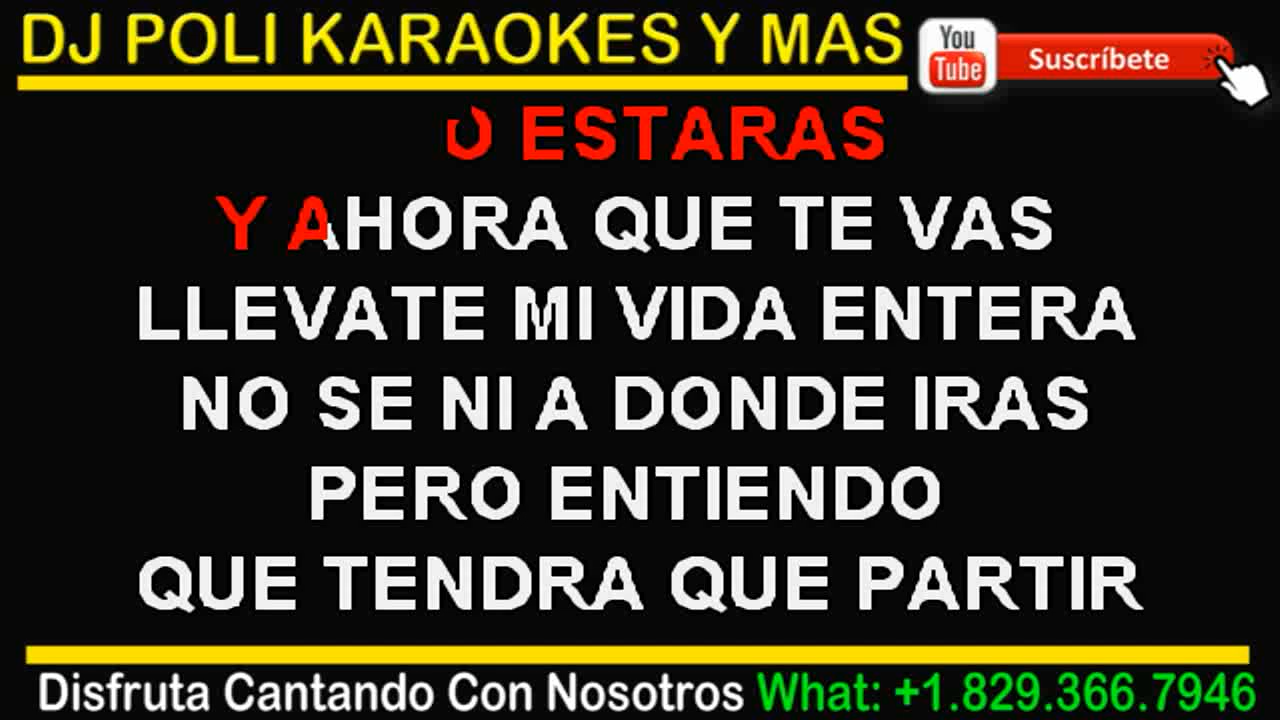 DJ POLI KARAOKES Y MAS
You
Tube
Suscríbete
ESTARAS
Y AHORA QUE TE VAS
LLEVATE MI VIDA ENTERA
NO SE NI A DONDE IRAS
PERO ENTIENDO
QUE TENDRA QUE PARTIR
Disfruta Cantando Con Nosotros What: +1.829.366.7946